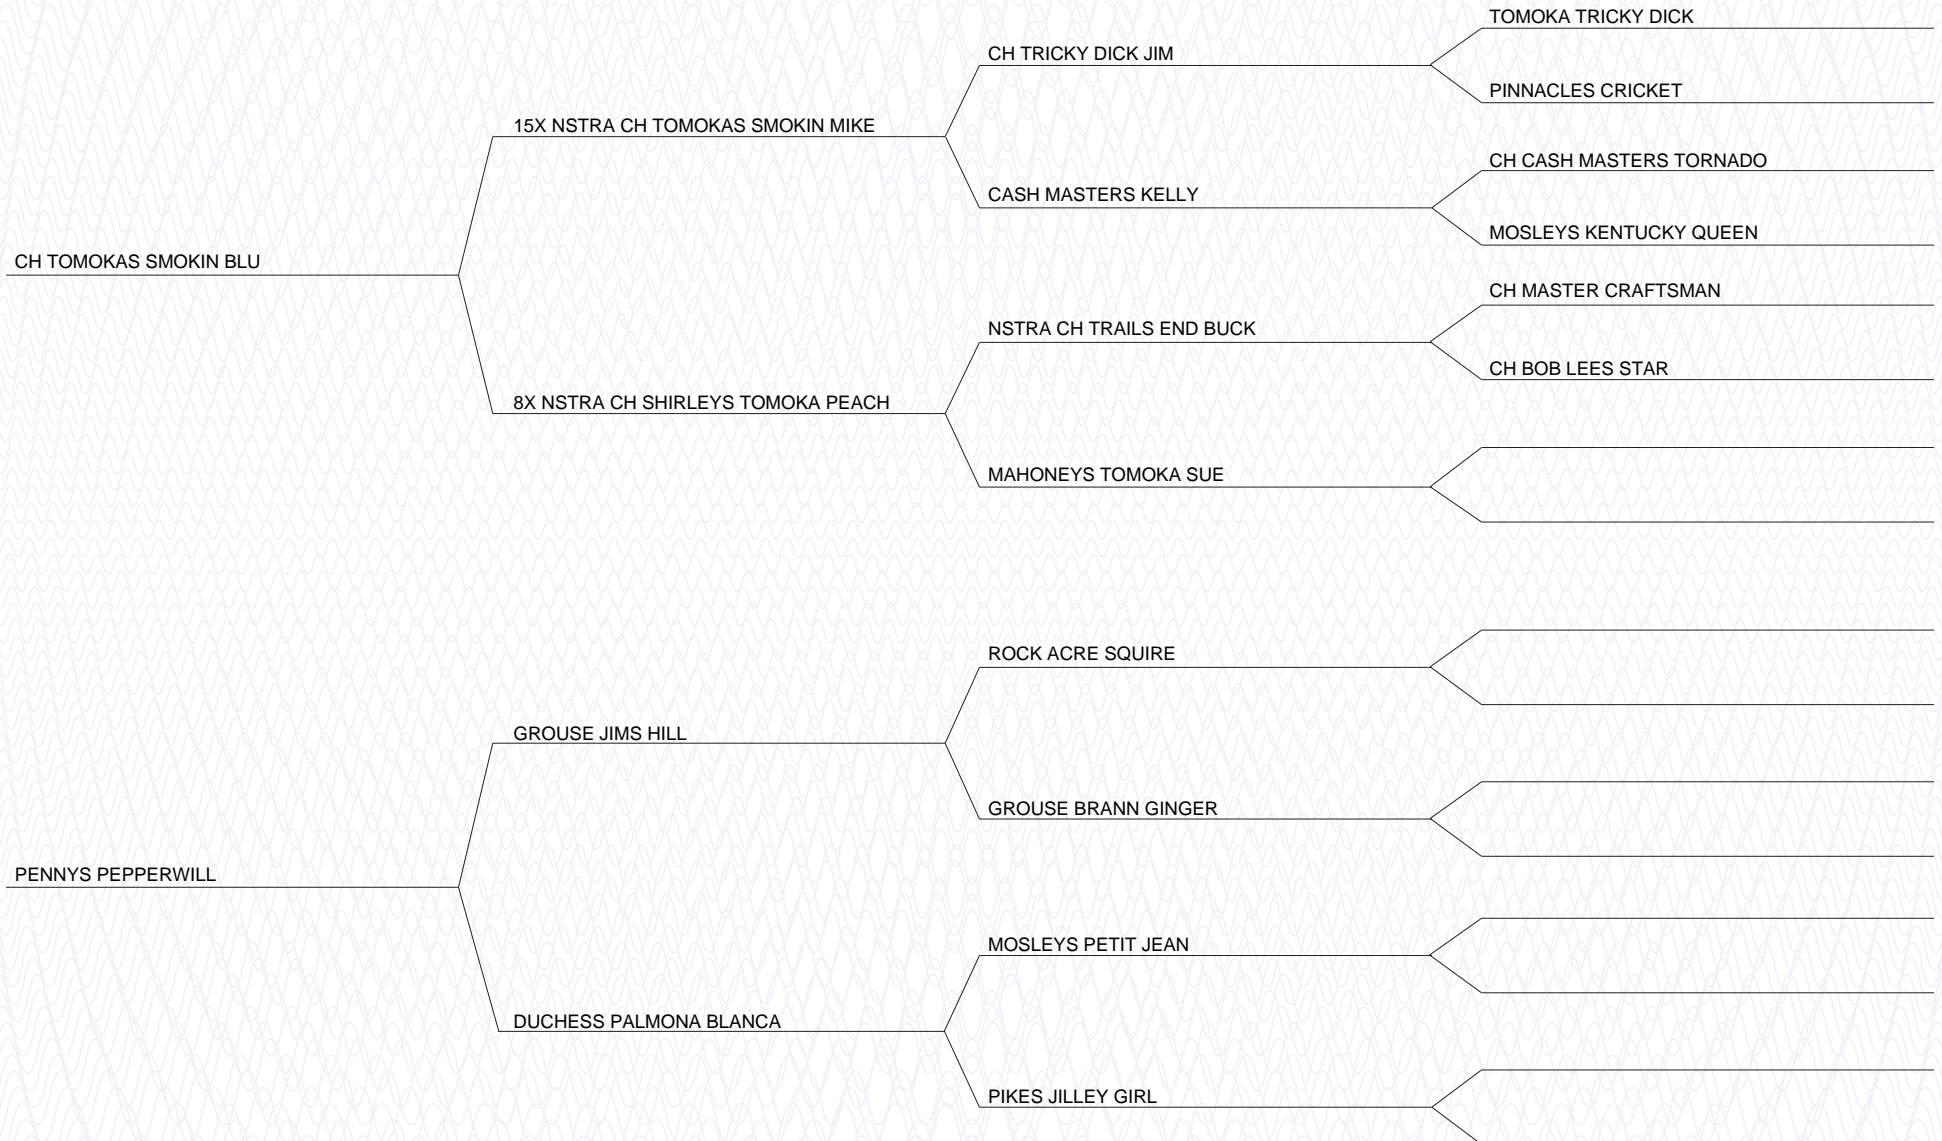 TOMOKA TRICKY DICK
CH TRICKY DICK JIM
PINNACLES CRICKET
15X NSTRA CH TOMOKAS SMOKIN MIKE
CH CASH MASTERS TORNADO
CASH MASTERS KELLY
MOSLEYS KENTUCKY QUEEN
CH TOMOKAS SMOKIN BLU
CH MASTER CRAFTSMAN
NSTRA CH TRAILS END BUCK
CH BOB LEES STAR
8X NSTRA CH SHIRLEYS TOMOKA PEACH
MAHONEYS TOMOKA SUE
ROCK ACRE SQUIRE
GROUSE JIMS HILL
GROUSE BRANN GINGER
PENNYS PEPPERWILL
MOSLEYS PETIT JEAN
DUCHESS PALMONA BLANCA
PIKES JILLEY GIRL